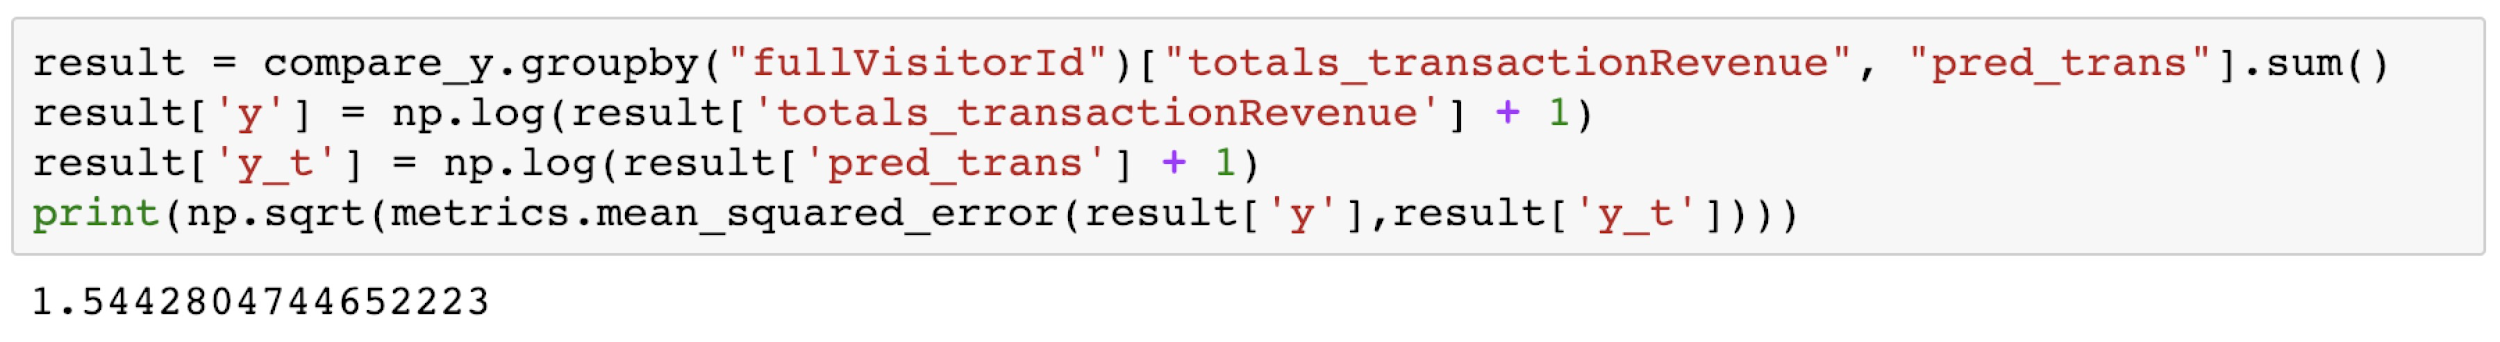 result = compare_y.groupby("fullVisitorId")["totals_transactionRevenue", "pred_trans"].sum()
result['y'] = np.log(result['totals_transactionRevenue'] + 1)
result['y_t'] = np.log(result['pred_trans'] + 1)
print(np.sqrt(metrics.mean_squared_error(result['y'],result['y_t'])))
1.5442804744652223